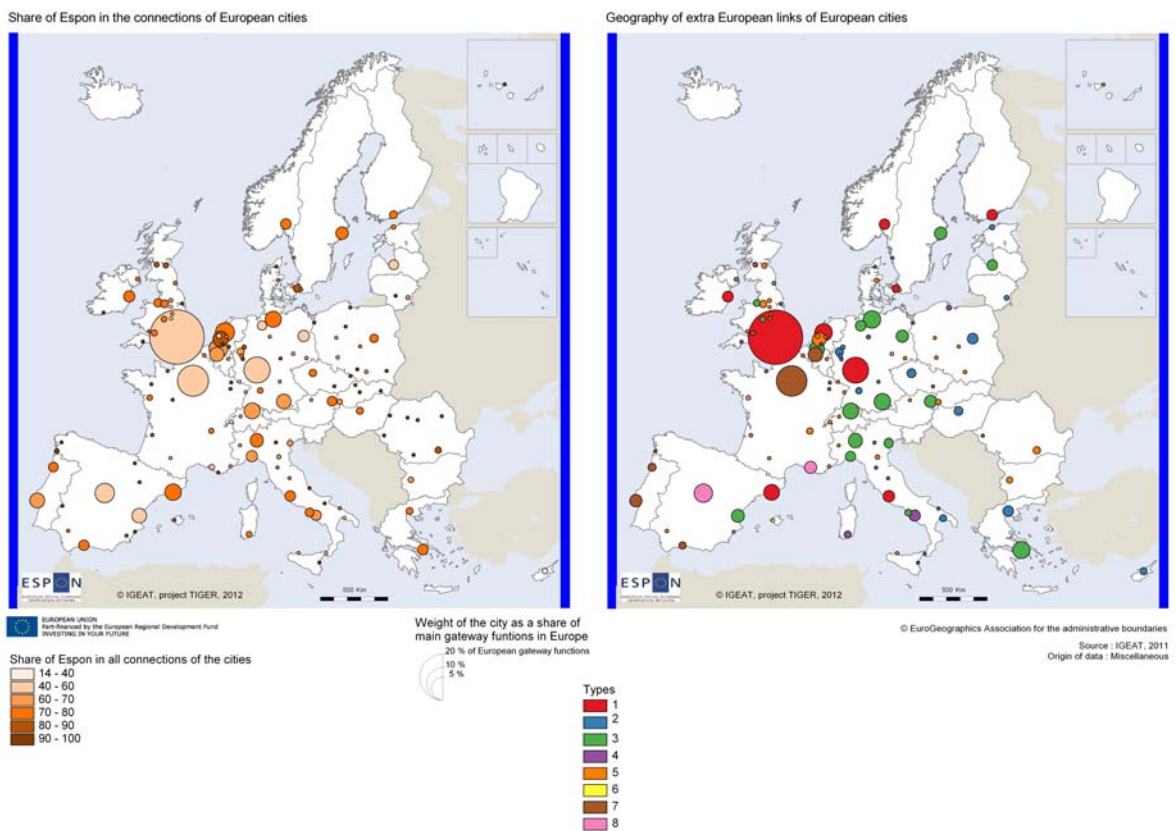 Share of Espon in the connections of European cities
Geography of extra European links of European cities
ESPON
© IGEAT, project TIGER, 2012
500 Km
ESPON
© IGEAT, project TIGER, 2012
500 Km
EUROPEAN UNION
Part-financed by the European Regional Development Fund
INVESTING IN YOUR FUTURE
Weight of the city as a share of
main gateway funtions in Europe
20 % of European gateway functions
10 %
5 %
© EuroGeographics Association for the administrative boundaries
Source : IGEAT, 2011
Origin of data : Miscellaneous
Share of Espon in all connections of the cities
14 - 40
40 - 60
60 - 70
70 - 80
80 - 90
90 - 100
Types
1
2
3
4
5
6
7
8